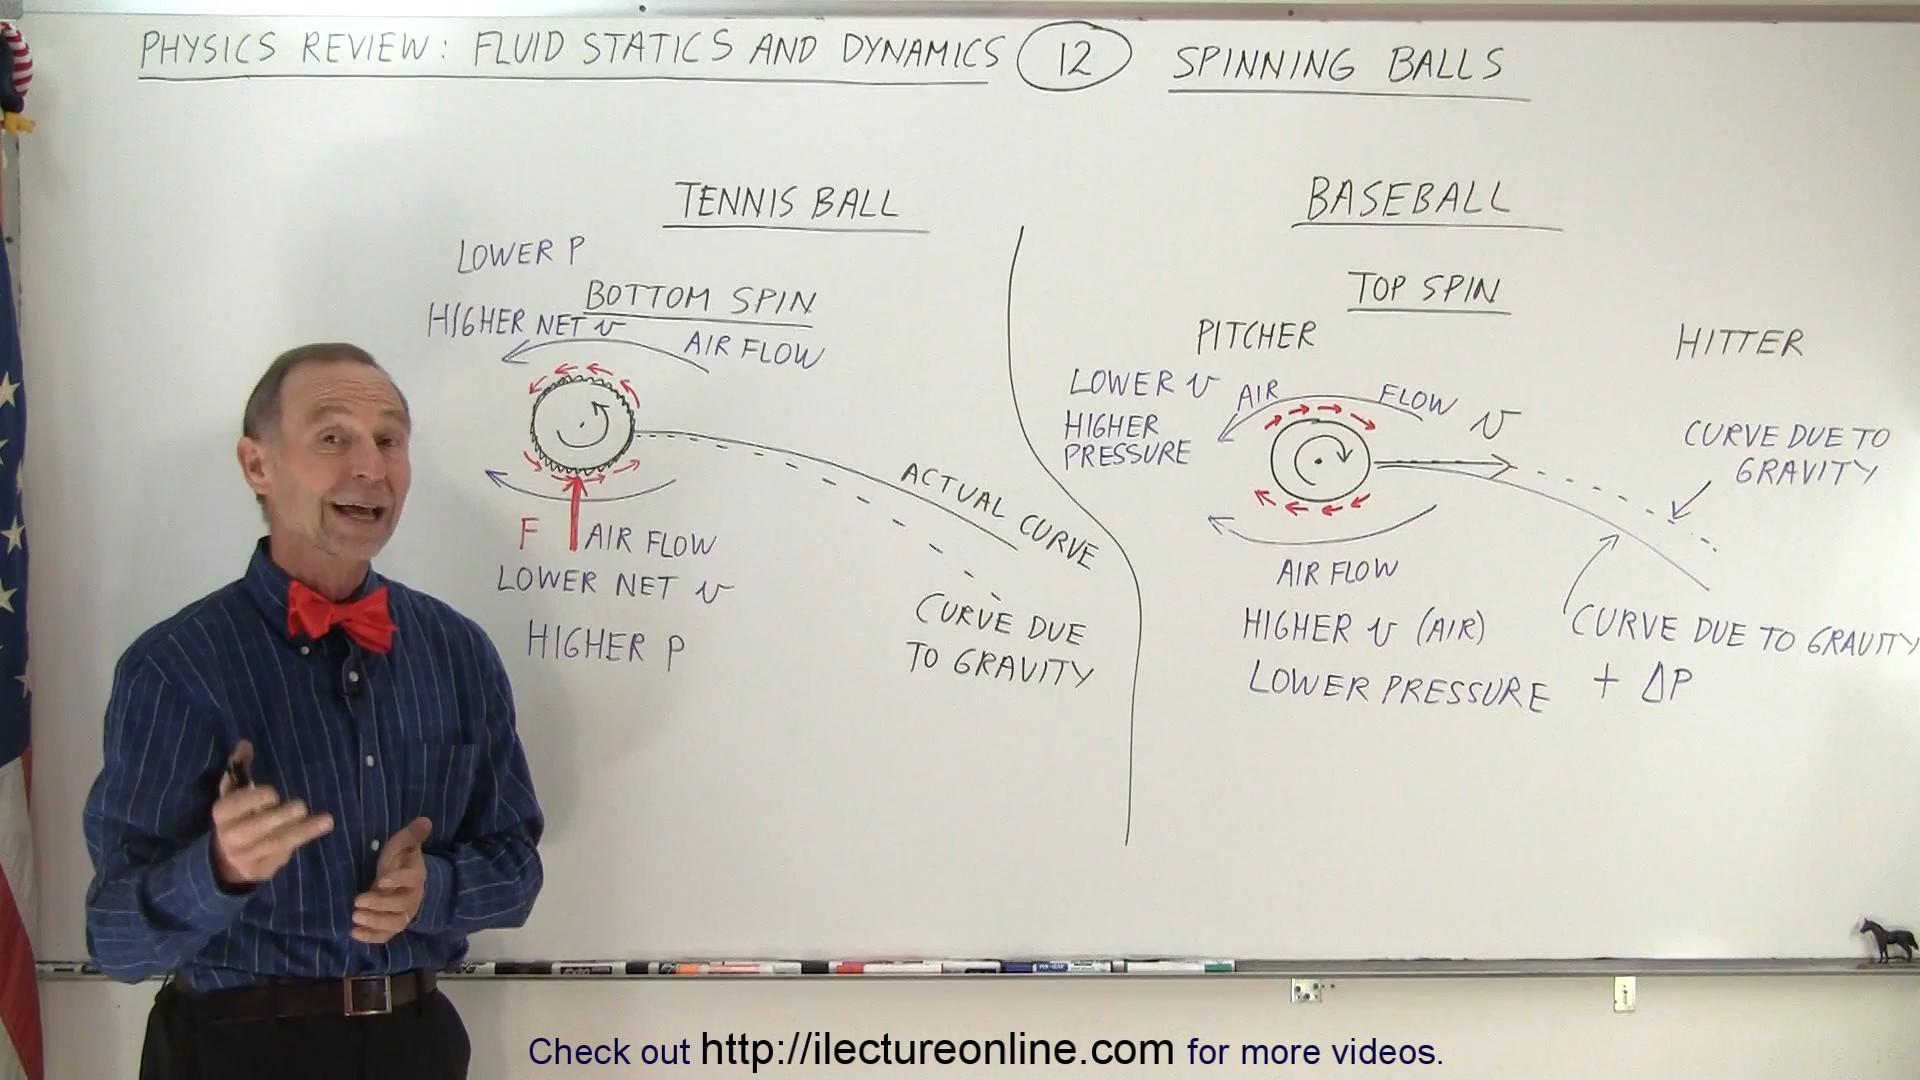 PHYSICS REVIEW: FLUID STATICS AND DYNAMICS 12 SPINNING BALLS
TENNIS BALL
LOWER P
BOTTOM SPIN
HIGHER NET v
AIR FLOW
F
AIR FLOW
LOWER NET v
HIGHER P
ACTUAL CURVE
CURVE DUE
TO GRAVITY
BASEBALL
TOP SPIN
PITCHER
HITTER
LOWER v
AIR FLOW
v
HIGHER
PRESSURE
CURVE DUE TO
GRAVITY
AIR FLOW
HIGHER v (AIR)
LOWER PRESSURE
CURVE DUE TO GRAVITY
+ ΔP
Check out http://ilectureonline.com for more videos.